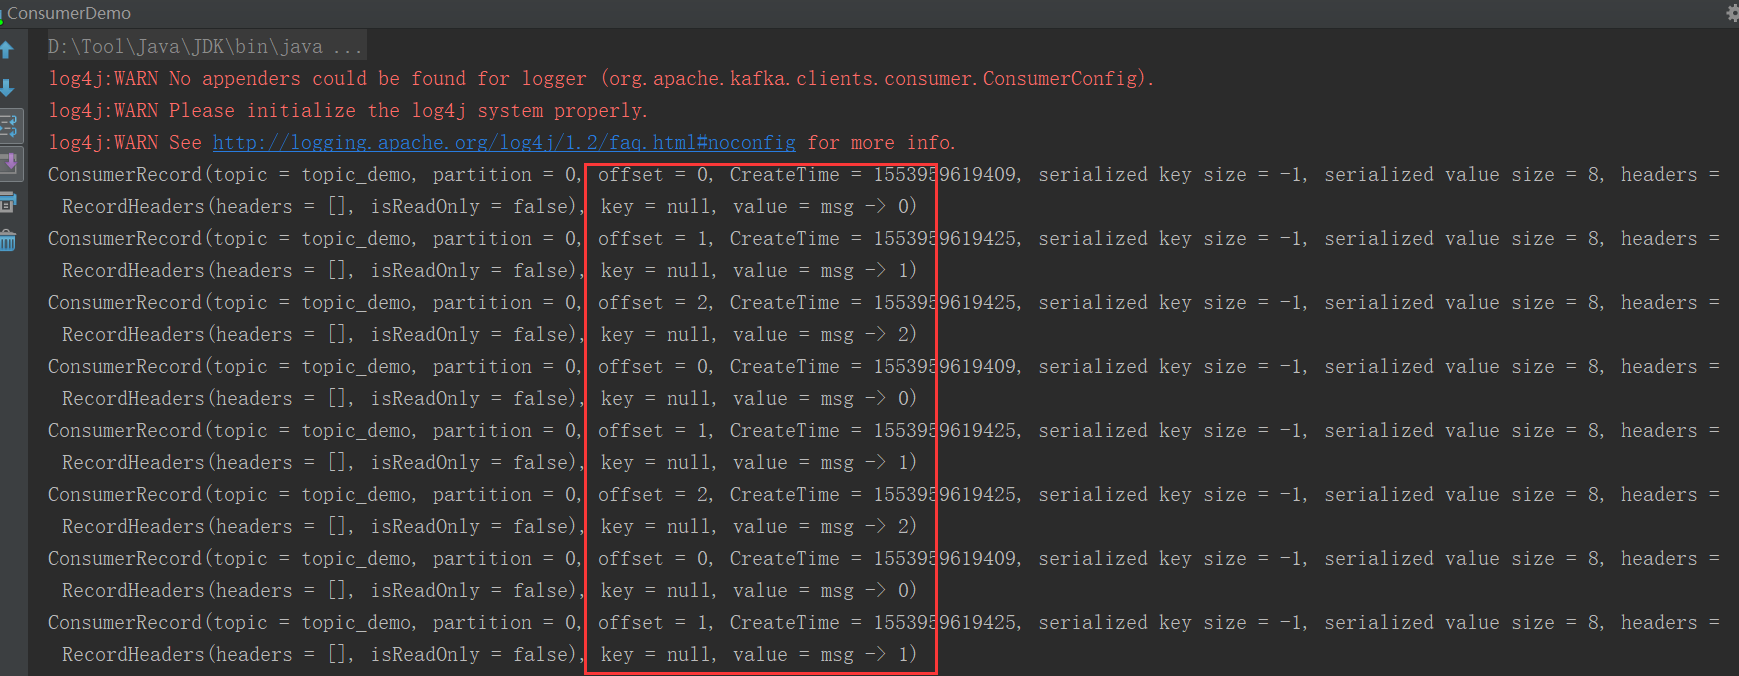 ConsumerDemo
D:\Tool\Java\JDK\bin\java ...
log4j:WARN No appenders could be found for logger (org.apache.kafka.clients.consumer.ConsumerConfig).
log4j:WARN Please initialize the log4j system properly.
log4j:WARN See http://logging.apache.org/log4j/1.2/faq.html#noconfig for more info.
ConsumerRecord(topic = topic_demo, partition = 0, offset = 0, CreateTime = 1553959619409, serialized key size = -1, serialized value size = 8, headers =
RecordHeaders(headers = [], isReadOnly = false), key = null, value = msg -> 0)
ConsumerRecord(topic = topic_demo, partition = 0, offset = 1, CreateTime = 1553959619425, serialized key size = -1, serialized value size = 8, headers =
RecordHeaders(headers = [], isReadOnly = false), key = null, value = msg -> 1)
ConsumerRecord(topic = topic_demo, partition = 0, offset = 2, CreateTime = 1553959619425, serialized key size = -1, serialized value size = 8, headers =
RecordHeaders(headers = [], isReadOnly = false), key = null, value = msg -> 2)
ConsumerRecord(topic = topic_demo, partition = 0, offset = 0, CreateTime = 1553959619409, serialized key size = -1, serialized value size = 8, headers =
RecordHeaders(headers = [], isReadOnly = false), key = null, value = msg -> 0)
ConsumerRecord(topic = topic_demo, partition = 0, offset = 1, CreateTime = 1553959619425, serialized key size = -1, serialized value size = 8, headers =
RecordHeaders(headers = [], isReadOnly = false), key = null, value = msg -> 1)
ConsumerRecord(topic = topic_demo, partition = 0, offset = 2, CreateTime = 1553959619425, serialized key size = -1, serialized value size = 8, headers =
RecordHeaders(headers = [], isReadOnly = false), key = null, value = msg -> 2)
ConsumerRecord(topic = topic_demo, partition = 0, offset = 0, CreateTime = 1553959619409, serialized key size = -1, serialized value size = 8, headers =
RecordHeaders(headers = [], isReadOnly = false), key = null, value = msg -> 0)
ConsumerRecord(topic = topic_demo, partition = 0, offset = 1, CreateTime = 1553959619425, serialized key size = -1, serialized value size = 8, headers =
RecordHeaders(headers = [], isReadOnly = false), key = null, value = msg -> 1)